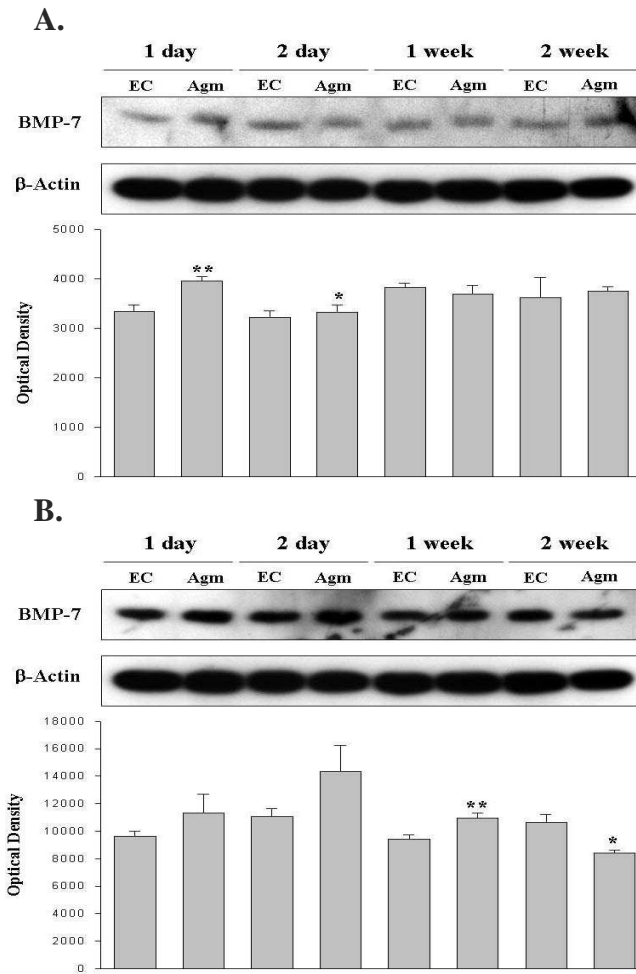 A.
1 day 2 day 1 week 2 week
EC Agm EC Agm EC Agm EC Agm
BMP-7
β-Actin
Optical Density
5000
4000
3000
2000
1000
0
** *
B.
1 day 2 day 1 week 2 week
EC Agm EC Agm EC Agm EC Agm
BMP-7
β-Actin
Optical Density
18000
16000
14000
12000
10000
8000
6000
4000
2000
0
** *